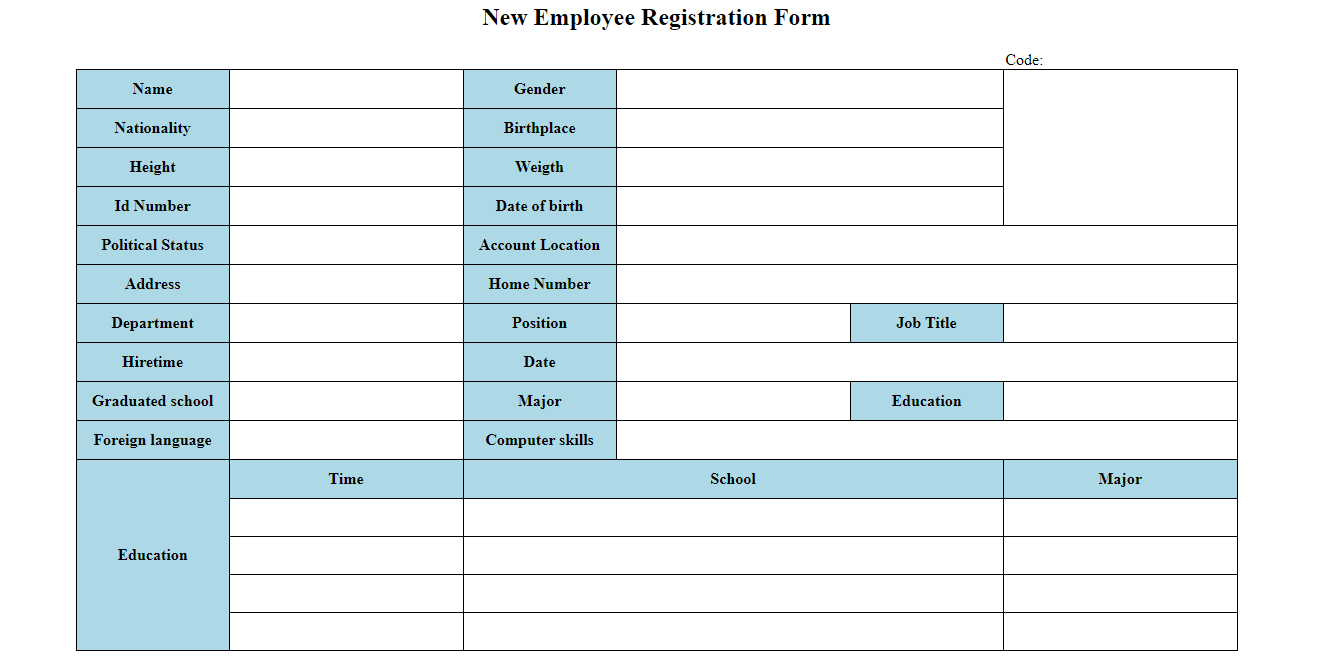 New Employee Registration Form
Code:
Name Gender
Nationality Birthplace
Height Weigth
Id Number Date of birth
Political Status Account Location
Address Home Number
Department Position Job Title
Hiretime Date
Graduated school Major Education
Foreign language Computer skills
Time School Major
Education